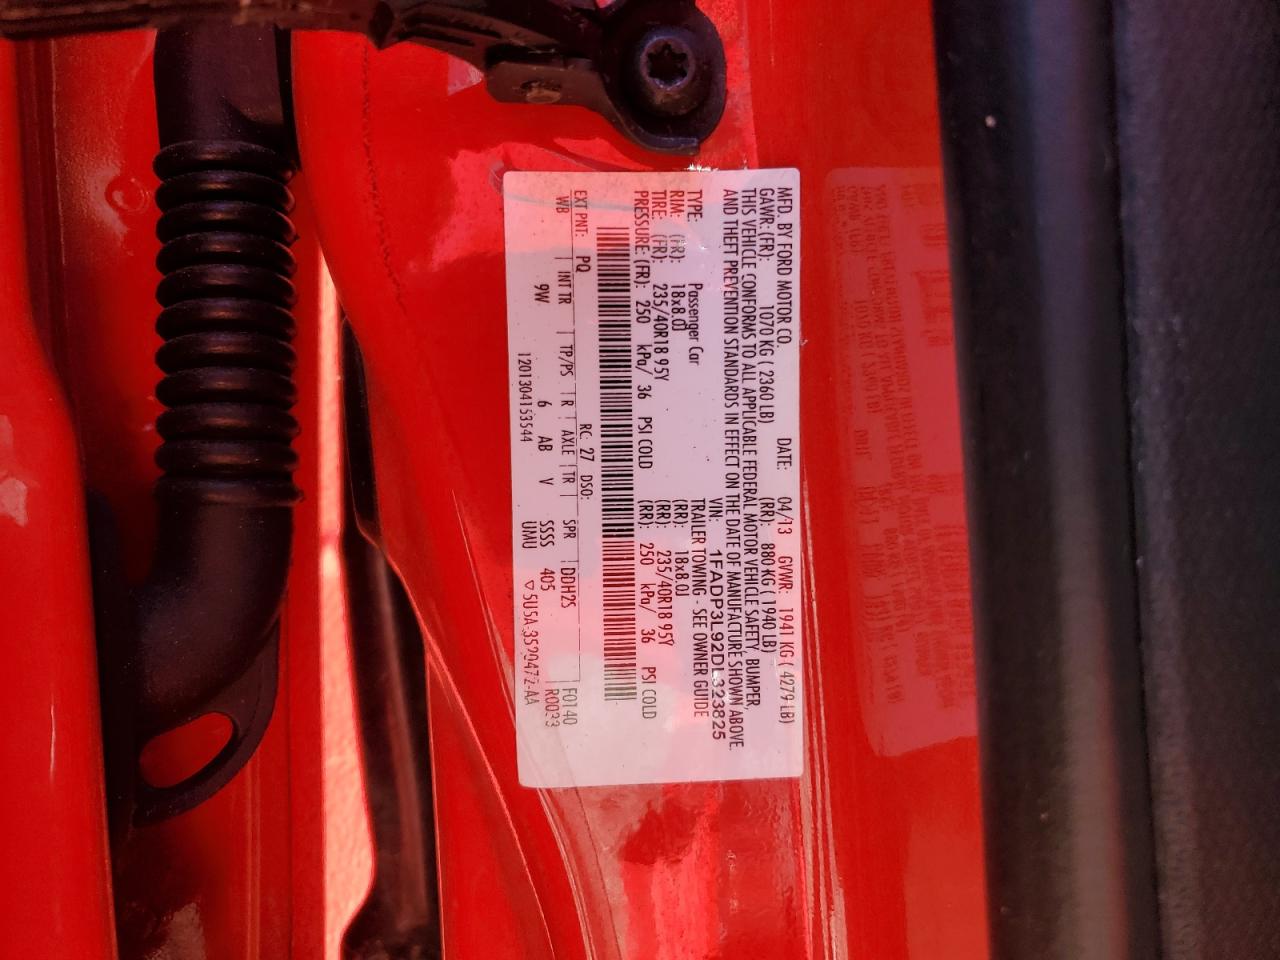 MFD. BY FORD MOTOR CO. DATE: 04/13 GVWR: 1941 KG ( 4279 LB)
GAWR: (FR): 1070 KG ( 2360 LB) (RR): 880 KG ( 1940 LB)
THIS VEHICLE CONFORMS TO ALL APPLICABLE FEDERAL MOTOR VEHICLE SAFETY, BUMPER,
AND THEFT PREVENTION STANDARDS IN EFFECT ON THE DATE OF MANUFACTURE SHOWN ABOVE.
VIN: 1FADP3L92DL323825
TYPE: Passenger Car TRAILER TOWING - SEE OWNER GUIDE
RIM: (FR): 18x8.0J (RR): 18x8.0J
TIRE: (FR): 235/40R18 95Y (RR): 235/40R18 95Y
PRESSURE: (FR): 250 kPa/ 36 PSI COLD (RR): 250 kPa/ 36 PSI COLD
EXT PNT: PQ RC: 27 DSO: F0140
WB INT TR TP/PS R AXLE TR SPR DDH2S R0033
9W 6 AB V SSSS 405
1201304153544 UMU ▽5U5A-3520472-AA